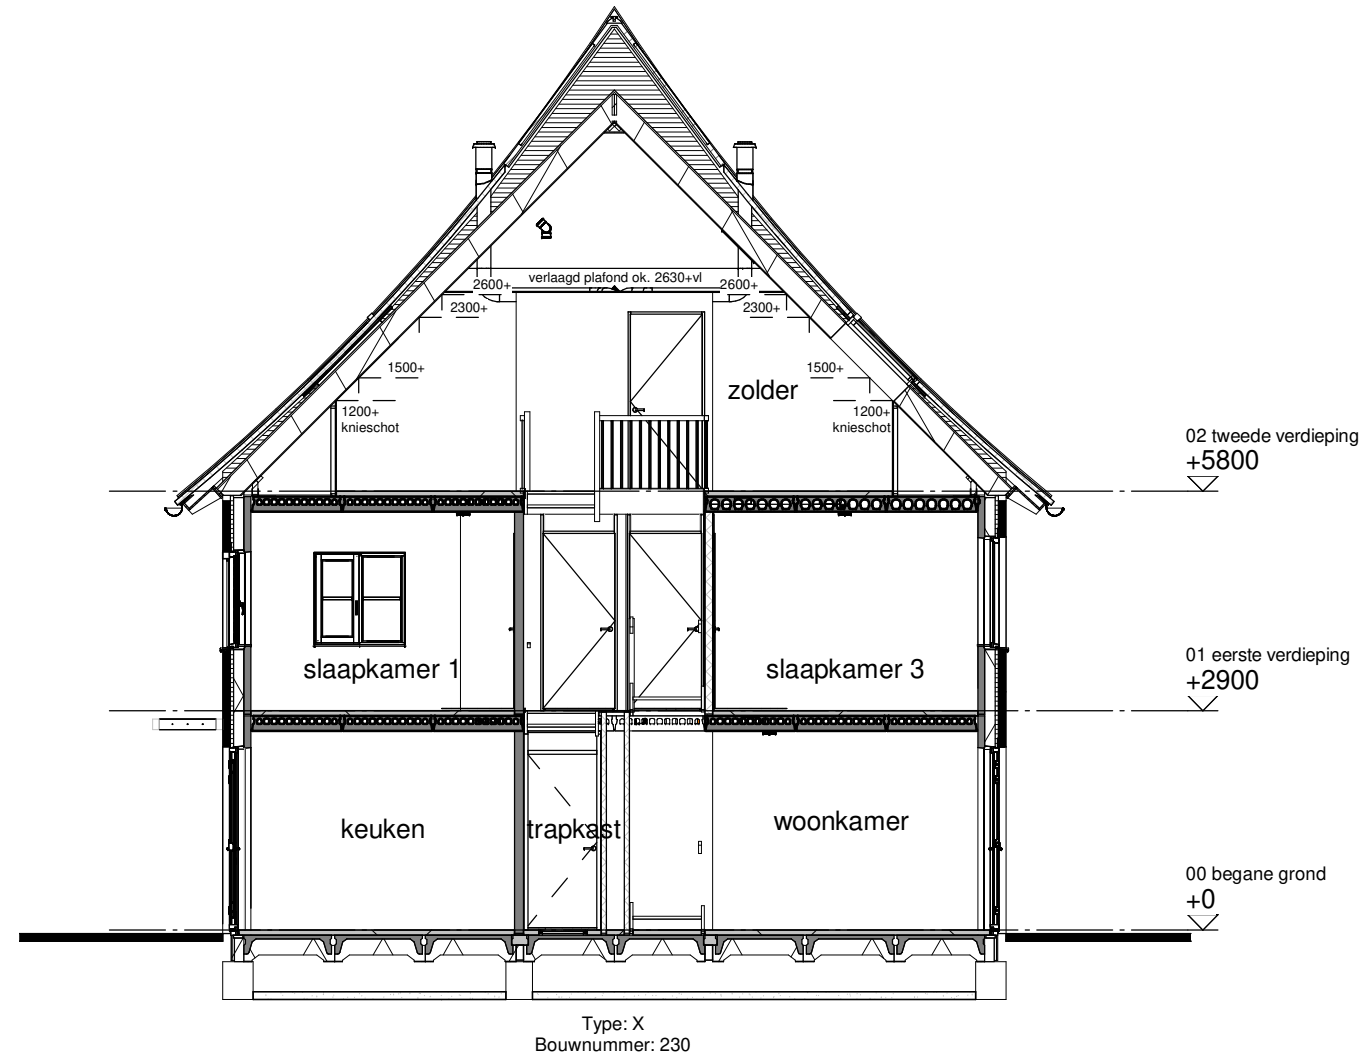 verlaagd plafond ok. 2630+vl
2600+
2600+
2300+
2300+
1500+
1500+
zolder
1200+
knieschot
1200+
knieschot
02 tweede verdieping
+5800
slaapkamer 1
slaapkamer 3
01 eerste verdieping
+2900
keuken
trapkast
woonkamer
00 begane grond
+0
Type: X
Bouwnummer: 230